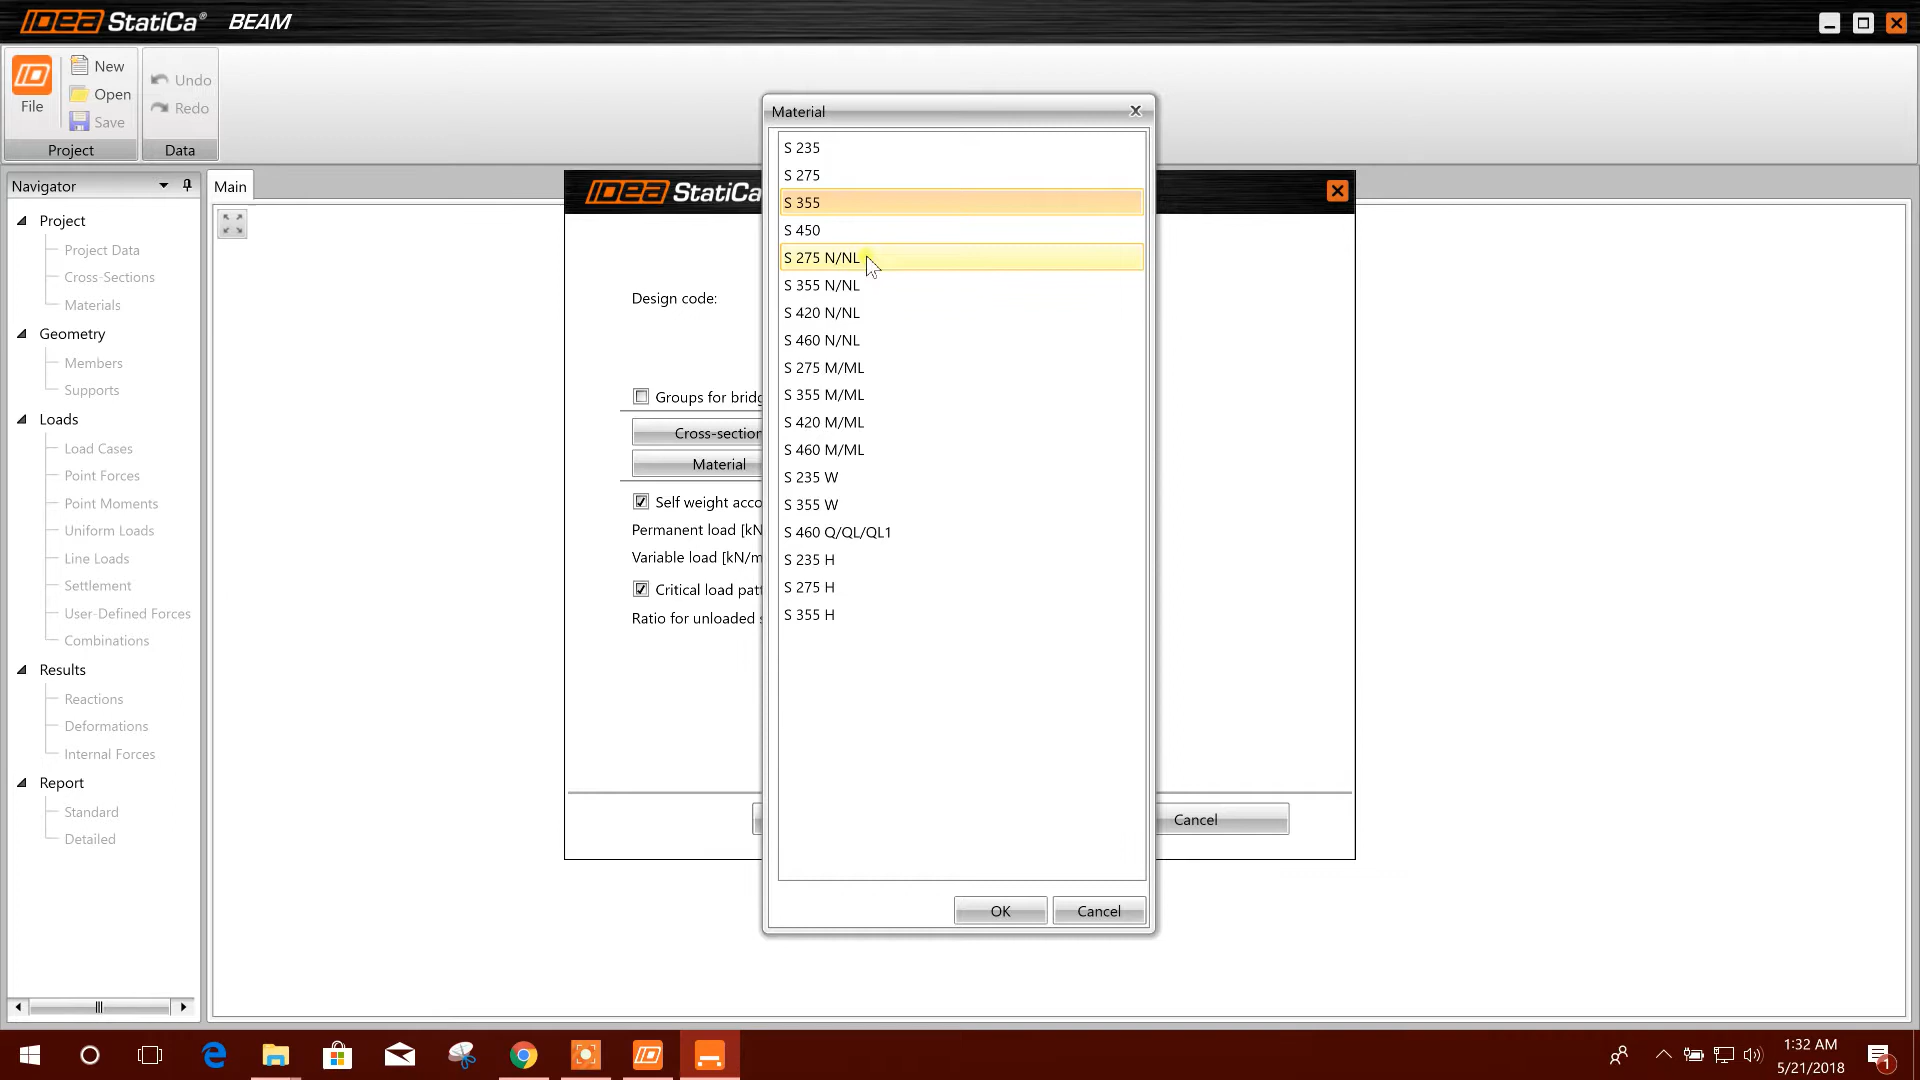 IDEA StatiCa® BEAM
File
New
Open
Save
Project
Undo
Redo
Data
Navigator
Project
Project Data
Cross-Sections
Materials
Geometry
Members
Supports
Loads
Load Cases
Point Forces
Point Moments
Uniform Loads
Line Loads
Settlement
User-Defined Forces
Combinations
Results
Reactions
Deformations
Internal Forces
Report
Standard
Detailed
Main
IDEA StatiCa
Design code:
Groups for bridg
Cross-section
Material
Self weight acco
Permanent load [kN
Variable load [kN/m
Critical load patt
Ratio for unloaded s
Cancel
Material
S 235
S 275
S 355
S 450
S 275 N/NL
S 355 N/NL
S 420 N/NL
S 460 N/NL
S 275 M/ML
S 355 M/ML
S 420 M/ML
S 460 M/ML
S 235 W
S 355 W
S 460 Q/QL/QL1
S 235 H
S 275 H
S 355 H
OK
Cancel
1:32 AM
5/21/2018
1